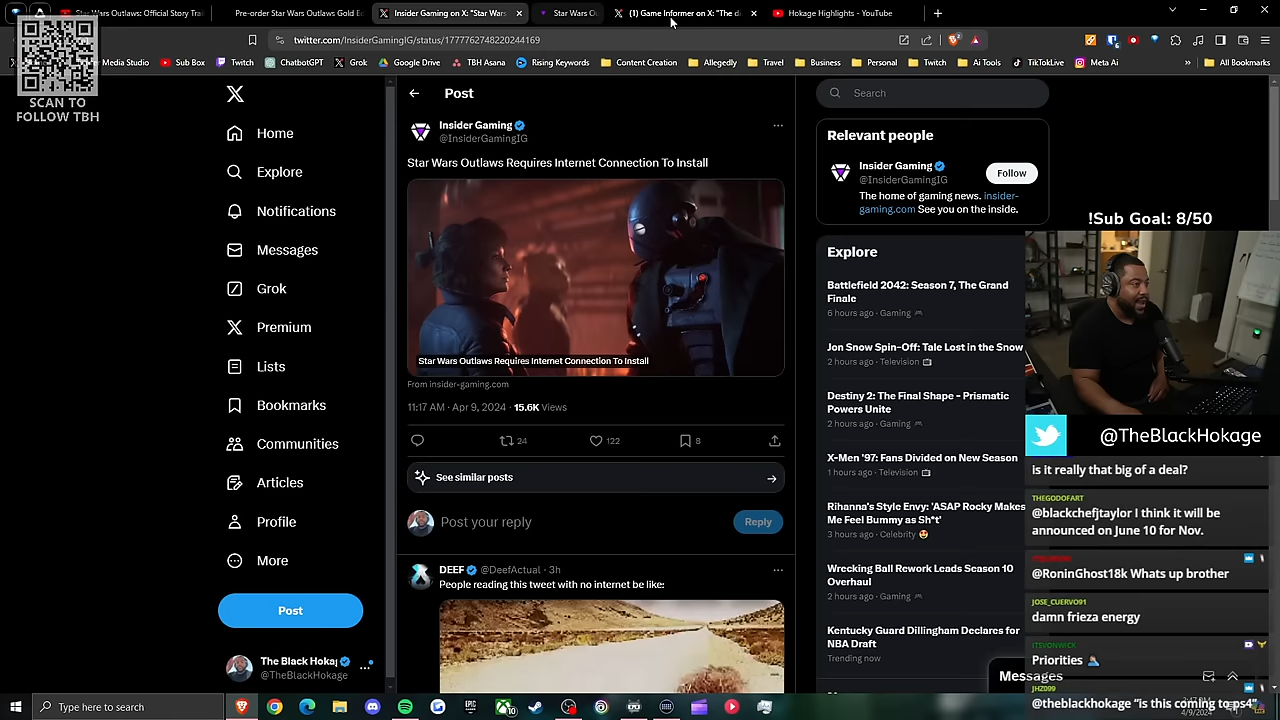 Star Wars Outlaws: Official Story Trai
Pre-order Star Wars Outlaws Gold Ed
Insider Gaming on X: "Star Wars
Star Wars O
(1) Game Informer on X: "The d
Hokage Highlights - YouTube
twitter.com/InsiderGamingIG/status/1777762748220244169
Media Studio
Sub Box
Twitch
ChatbotGPT
Grok
Google Drive
TBH Asana
Rising Keywords
Content Creation
Allegedly
Travel
Business
Personal
Twitch
Ai Tools
TikTokLive
Meta Ai
All Bookmarks
SCAN TO
FOLLOW TBH
Home
Explore
Notifications
Messages
Grok
Premium
Lists
Bookmarks
Communities
Articles
Profile
More
Post
The Black Hokag
@TheBlackHokage
Post
Insider Gaming
@InsiderGamingIG
Star Wars Outlaws Requires Internet Connection To Install
Star Wars Outlaws Requires Internet Connection To Install
From insider-gaming.com
11:17 AM · Apr 9, 2024 · 15.6K Views
24
122
8
See similar posts
Post your reply
Reply
DEEF @DeefActual · 3h
People reading this tweet with no internet be like:
Search
Relevant people
Insider Gaming
@InsiderGamingIG
Follow
The home of gaming news. insider-
gaming.com See you on the inside.
Explore
Battlefield 2042: Season 7, The Grand
Finale
6 hours ago · Gaming
Jon Snow Spin-Off: Tale Lost in the Snow
2 hours ago · Television
Destiny 2: The Final Shape - Prismatic
Powers Unite
2 hours ago · Gaming
X-Men '97: Fans Divided on New Season
1 hours ago · Television
Rihanna's Style Envy: 'ASAP Rocky Makes
Me Feel Bummy as Sh*t'
3 hours ago · Celebrity
Wrecking Ball Rework Leads Season 10
Overhaul
2 hours ago · Gaming
Kentucky Guard Dillingham Declares for
NBA Draft
Trending now
Messages
!Sub Goal: 8/50
@TheBlackHokage
is it really that big of a deal?
THEGODOFART
@blackchefjtaylor I think it will be
announced on June 10 for Nov.
@RoninGhost18k Whats up brother
JOSE_CUERVO91
damn frieza energy
ITSVONWICK
Priorities
JHZ099
@theblackhokage "Is this coming to ps4"
Type here to search
4/9/2024